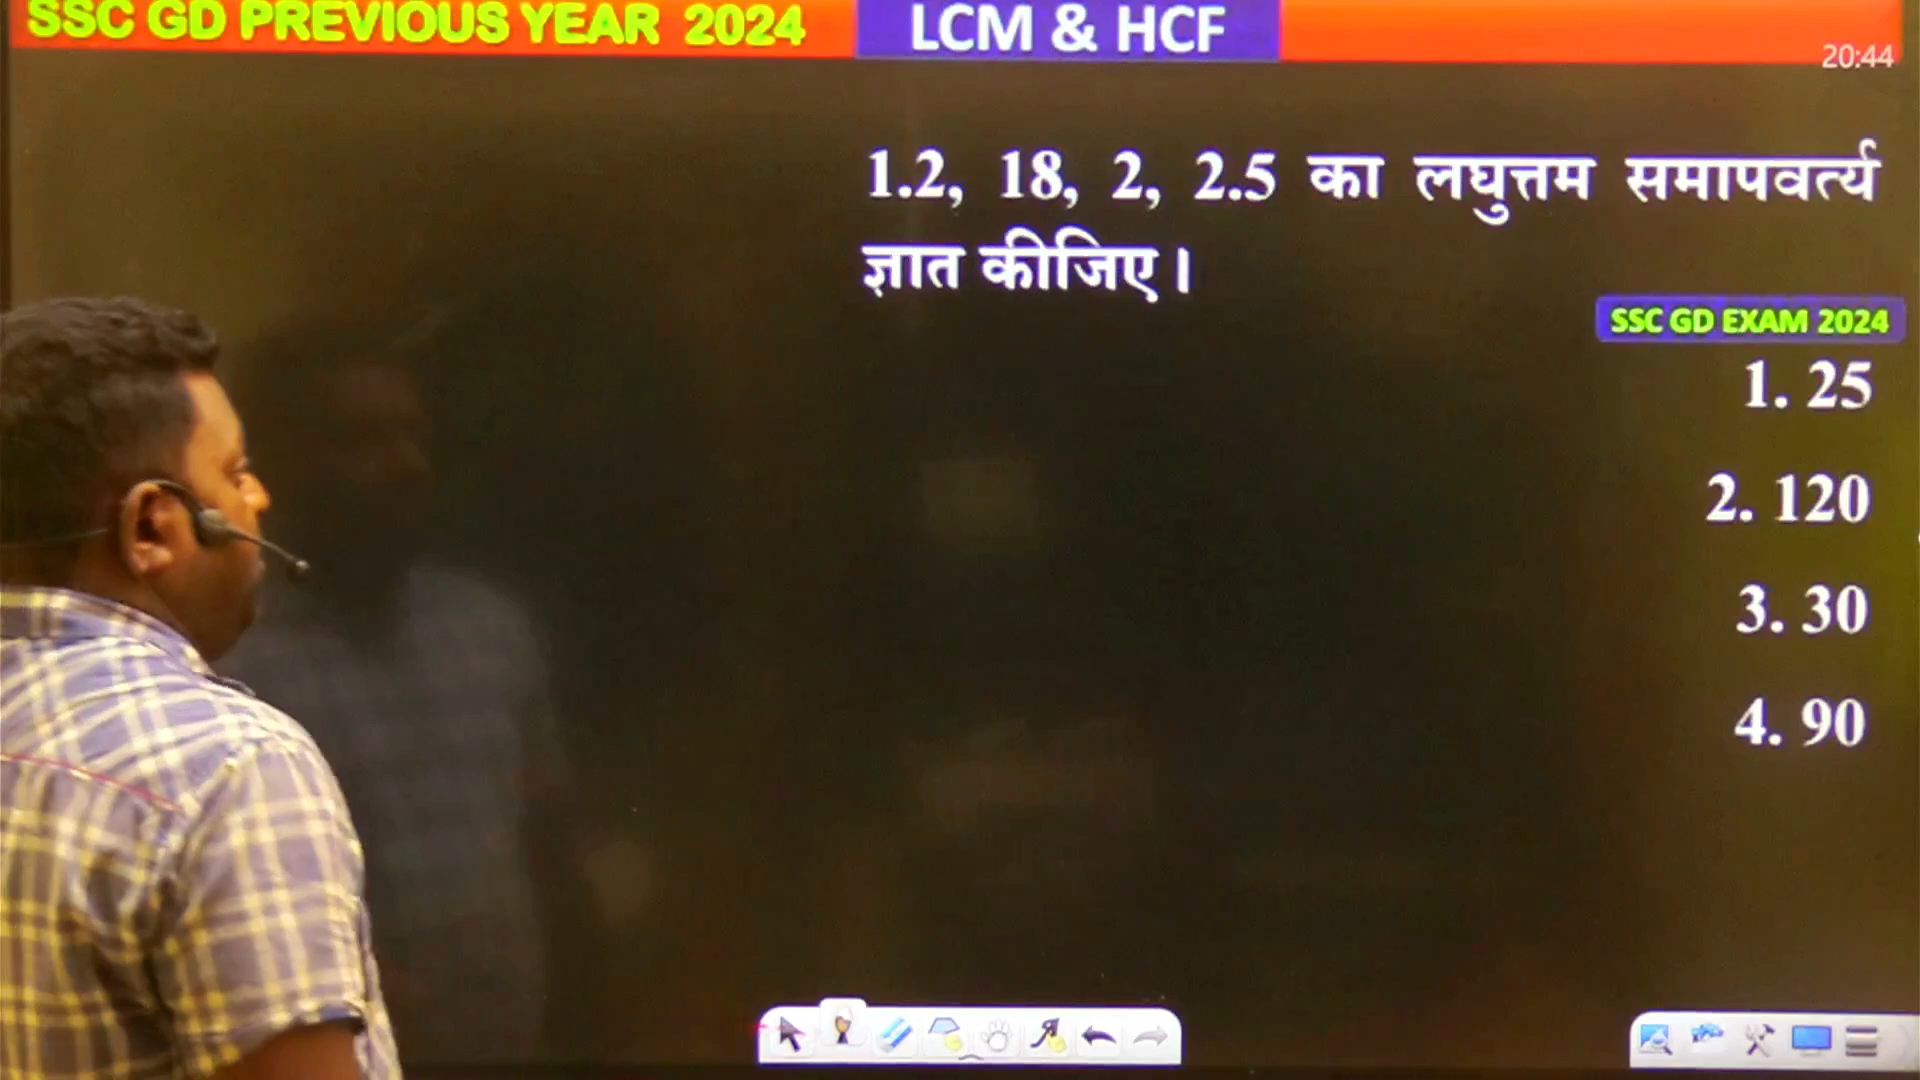 SSC GD PREVIOUS YEAR 2024
LCM & HCF
20:44
1.2, 18, 2, 2.5 का लघुत्तम समापवर्त्य
ज्ञात कीजिए।
SSC GD EXAM 2024
1. 25
2. 120
3. 30
4. 90